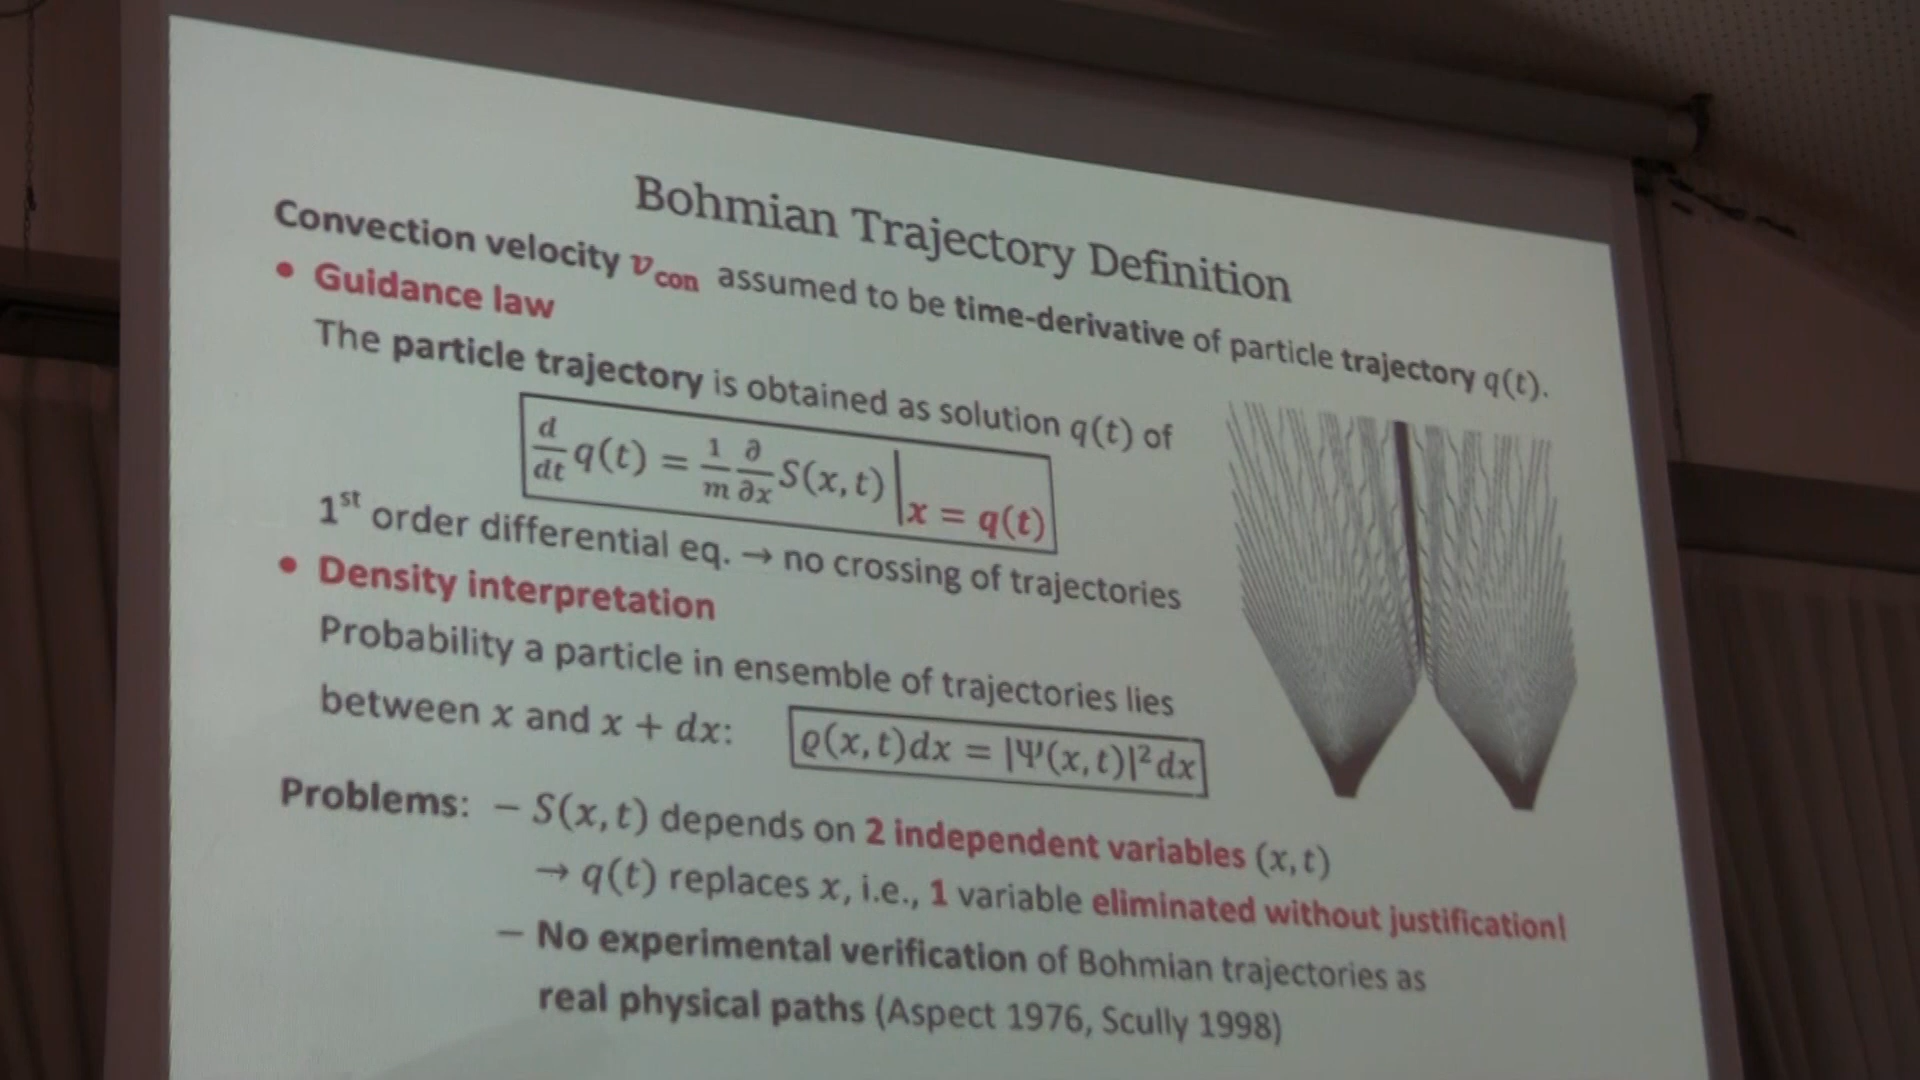 Bohmian Trajectory Definition
Convection velocity v_con assumed to be time-derivative of particle trajectory q(t).
• Guidance law
The particle trajectory is obtained as solution q(t) of
d/dt q(t) = 1/m ∂/∂x S(x, t)|x = q(t)
1st order differential eq. → no crossing of trajectories
• Density interpretation
Probability a particle in ensemble of trajectories lies
between x and x + dx: ϱ(x, t)dx = |Ψ(x, t)|²dx
Problems: – S(x, t) depends on 2 independent variables (x, t)
→ q(t) replaces x, i.e., 1 variable eliminated without justification!
– No experimental verification of Bohmian trajectories as
real physical paths (Aspect 1976, Scully 1998)